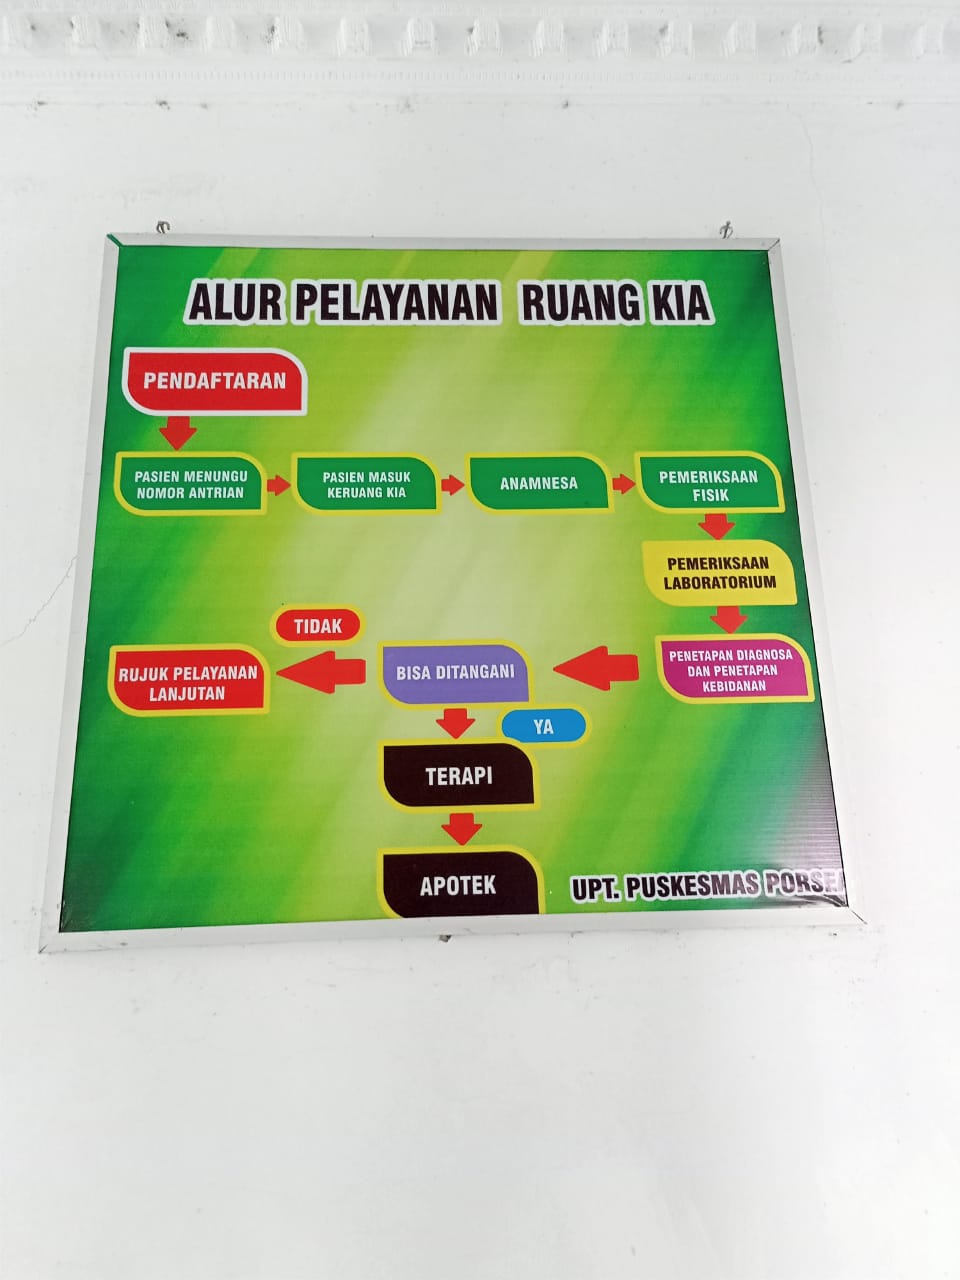 ALUR PELAYANAN RUANG KIA
PENDAFTARAN
PASIEN MENUNGU
NOMOR ANTRIAN
PASIEN MASUK
KERUANG KIA
ANAMNESA
PEMERIKSAAN
FISIK
PEMERIKSAAN
LABORATORIUM
PENETAPAN DIAGNOSA
DAN PENETAPAN
KEBIDANAN
BISA DITANGANI
TIDAK
RUJUK PELAYANAN
LANJUTAN
YA
TERAPI
APOTEK
UPT. PUSKESMAS